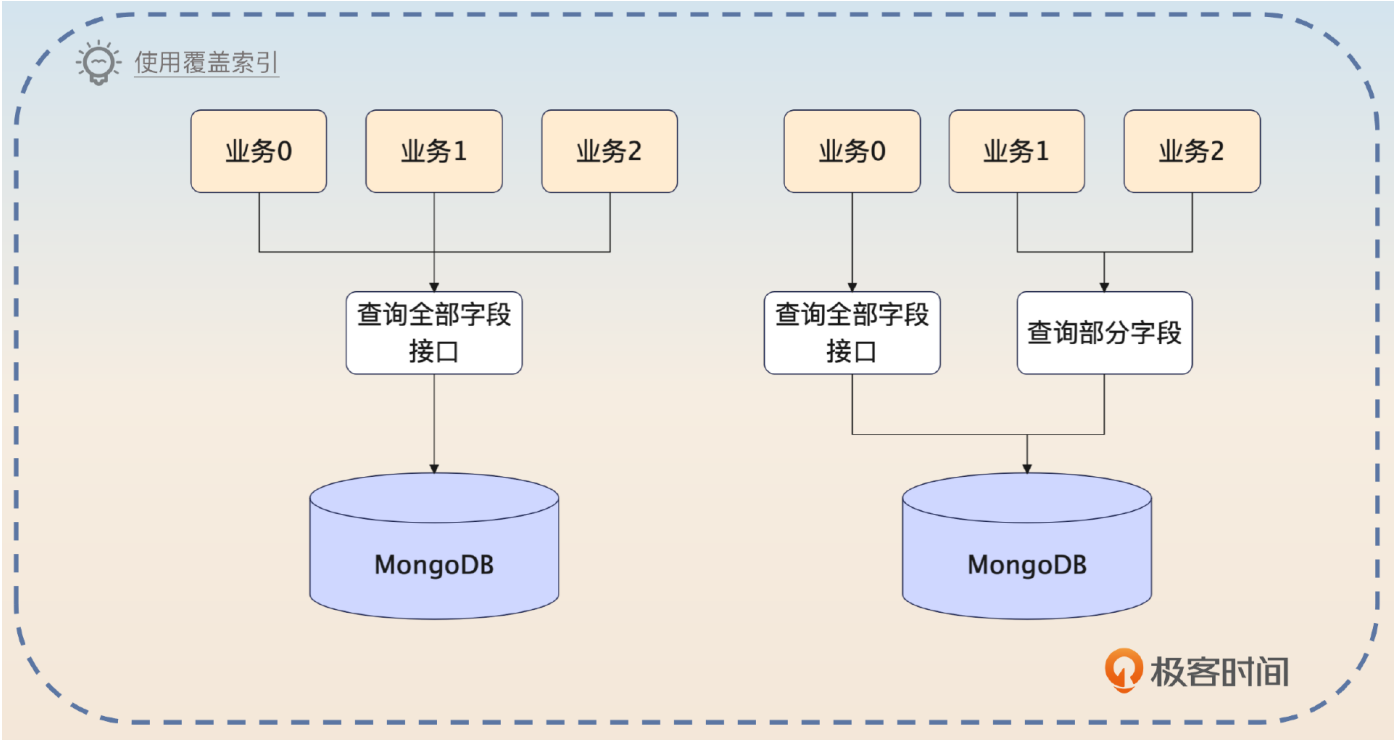 使用覆盖索引
业务0
业务1
业务2
查询全部字段
接口
MongoDB
业务0
业务1
业务2
查询全部字段
接口
查询部分字段
MongoDB
极客时间